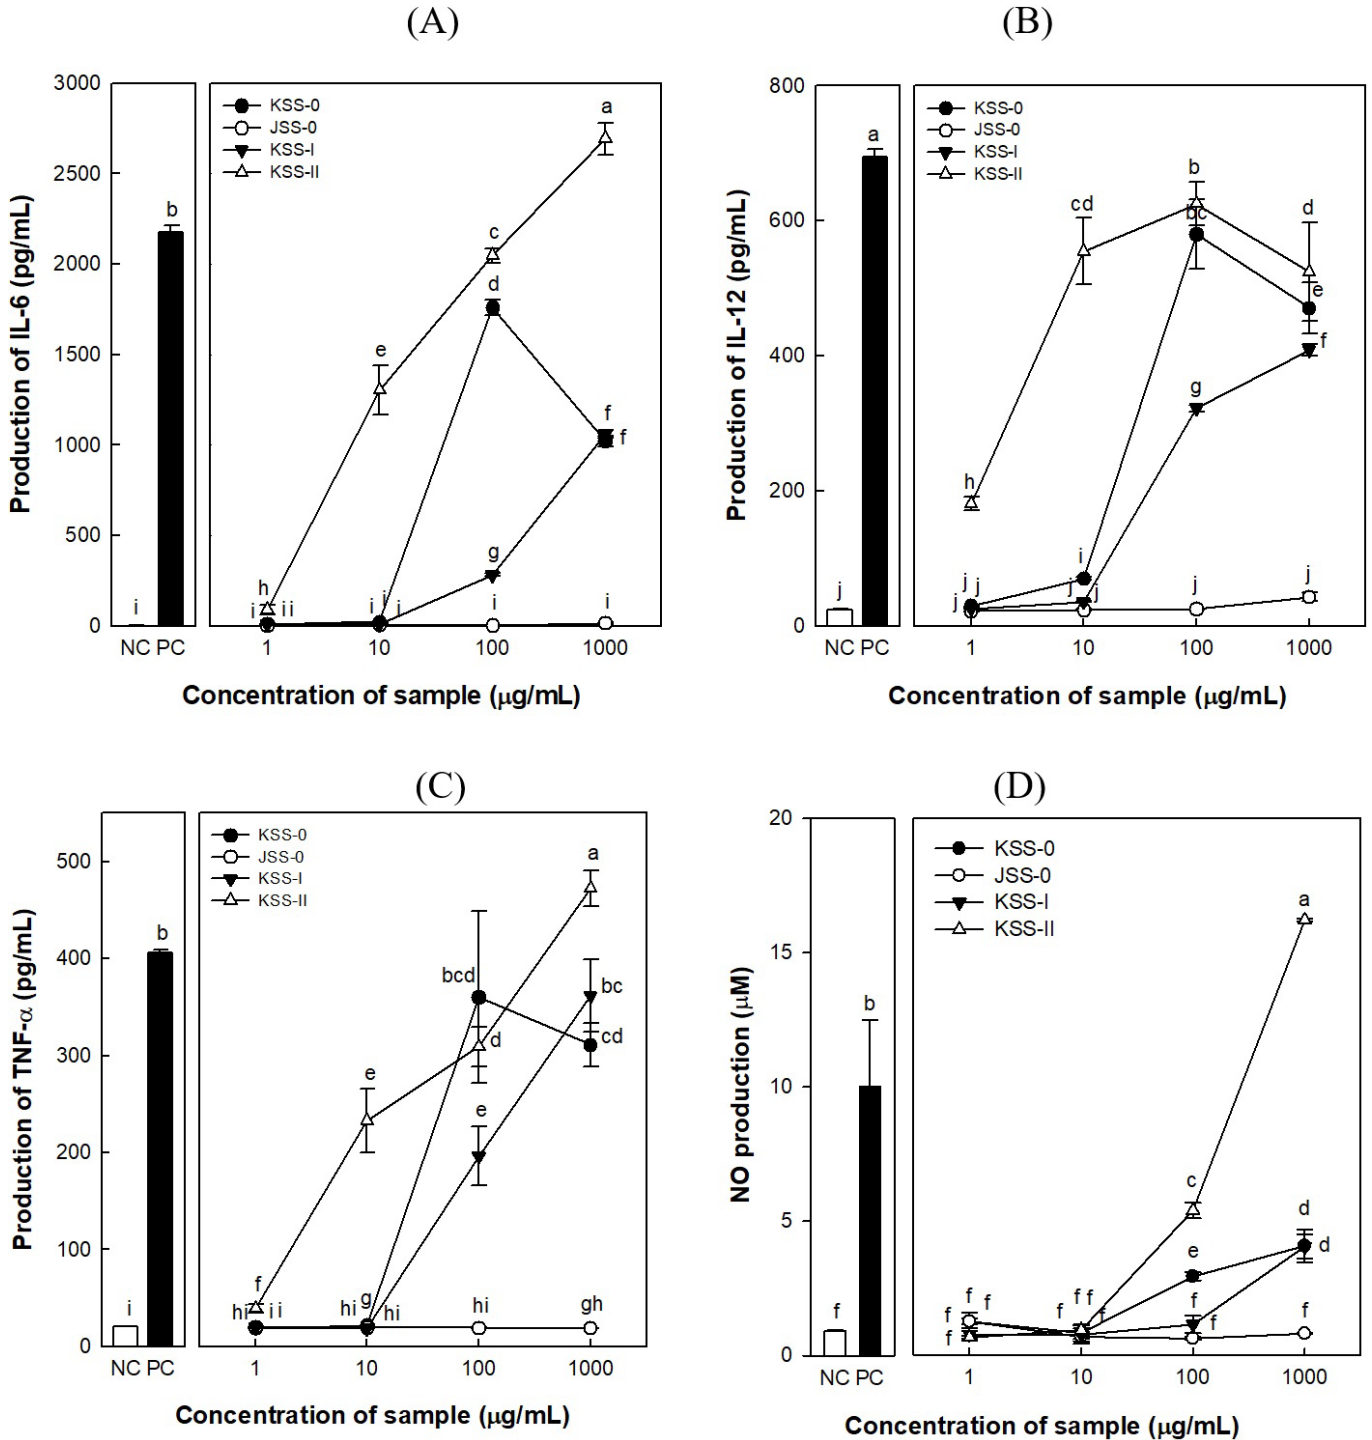 (A)
Production of IL-6 (pg/mL)
3000
2500
2000
1500
1000
500
0
i
b
NC PC
KSS-0
JSS-0
KSS-I
KSS-II
h
i
i i
e
i
i
i
c
d
g
i
a
f
f
i
1
10
100
1000
Concentration of sample (µg/mL)
(B)
Production of IL-12 (pg/mL)
800
600
400
200
0
j
a
NC PC
KSS-0
JSS-0
KSS-I
KSS-II
h
j
j
j
cd
i
j
j
b
bc
g
j
d
e
f
j
1
10
100
1000
Concentration of sample (µg/mL)
(C)
Production of TNF-α (pg/mL)
500
400
300
200
100
0
i
b
NC PC
KSS-0
JSS-0
KSS-I
KSS-II
f
hi
i i
e
g
hi
hi
bcd
d
e
hi
a
bc
cd
gh
1
10
100
1000
Concentration of sample (µg/mL)
(D)
NO production (µM)
20
15
10
5
0
f
b
NC PC
KSS-0
JSS-0
KSS-I
KSS-II
f
f
f
f
f
f f
f
c
e
f
f
a
d
d
f
1
10
100
1000
Concentration of sample (µg/mL)